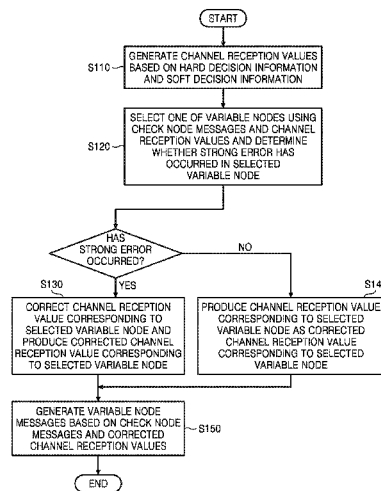 START
S110
GENERATE CHANNEL RECEPTION VALUES
BASED ON HARD DECISION INFORMATION
AND SOFT DECISION INFORMATION
S120
SELECT ONE OF VARIABLE NODES USING
CHECK NODE MESSAGES AND CHANNEL
RECEPTION VALUES AND DETERMINE
WHETHER STRONG ERROR HAS
OCCURRED IN SELECTED
VARIABLE NODE
HAS
STRONG ERROR
OCCURRED?
NO
YES
S130
CORRECT CHANNEL RECEPTION
VALUE CORRESPONDING TO
SELECTED VARIABLE NODE AND
PRODUCE CORRECTED CHANNEL
RECEPTION VALUE CORRESPONDING
TO SELECTED VARIABLE NODE
S14
PRODUCE CHANNEL RECEPTION VALUE
CORRESPONDING TO SELECTED
VARIABLE NODE AS CORRECTED
CHANNEL RECEPTION VALUE
CORRESPONDING TO SELECTED
VARIABLE NODE
GENERATE VARIABLE NODE
MESSAGES BASED ON CHECK NODE
MESSAGES AND CORRECTED
CHANNEL RECEPTION VALUES
S150
END